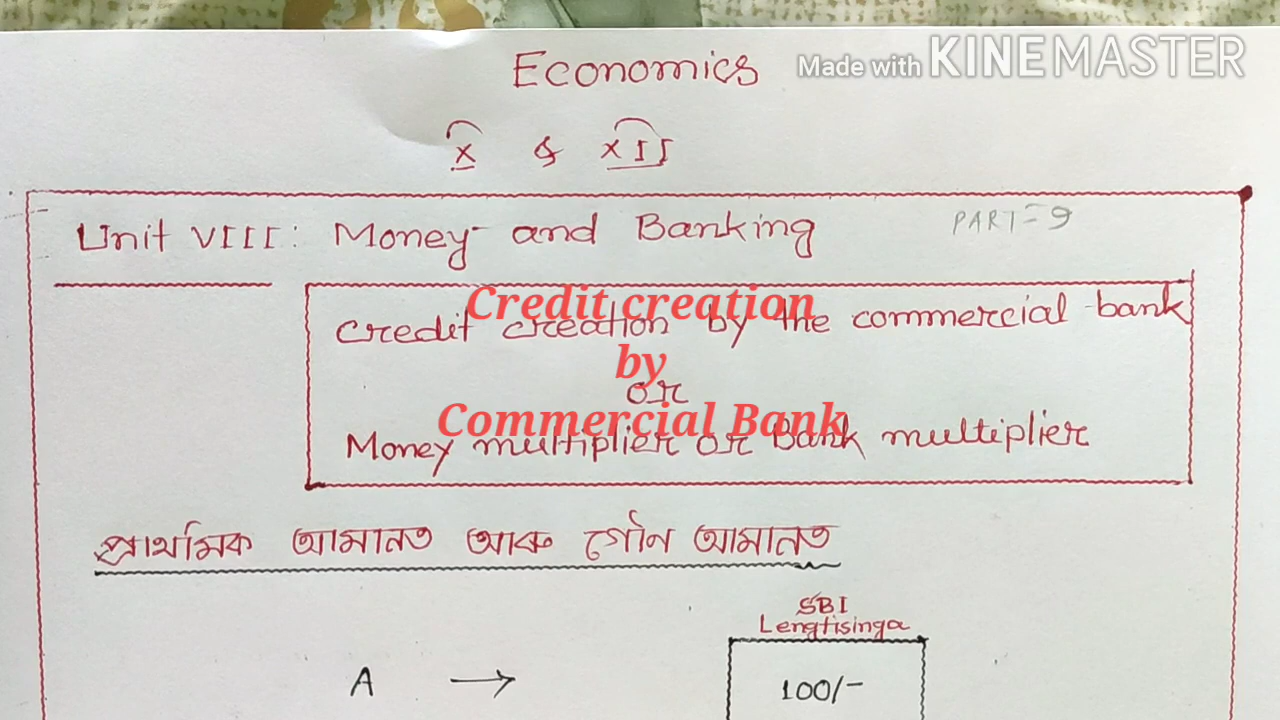 Economics
Made with KINEMASTER
X & XII
Unit VIII: Money and Banking
PART-9
Credit creation
credit creation by the commercial bank
by
or
Commercial Bank
Money multiplier or Bank multiplier
প্ৰাথমিক আমানত আৰু গৌণ আমানত
SBI
Lengtisinga
A → 100/-